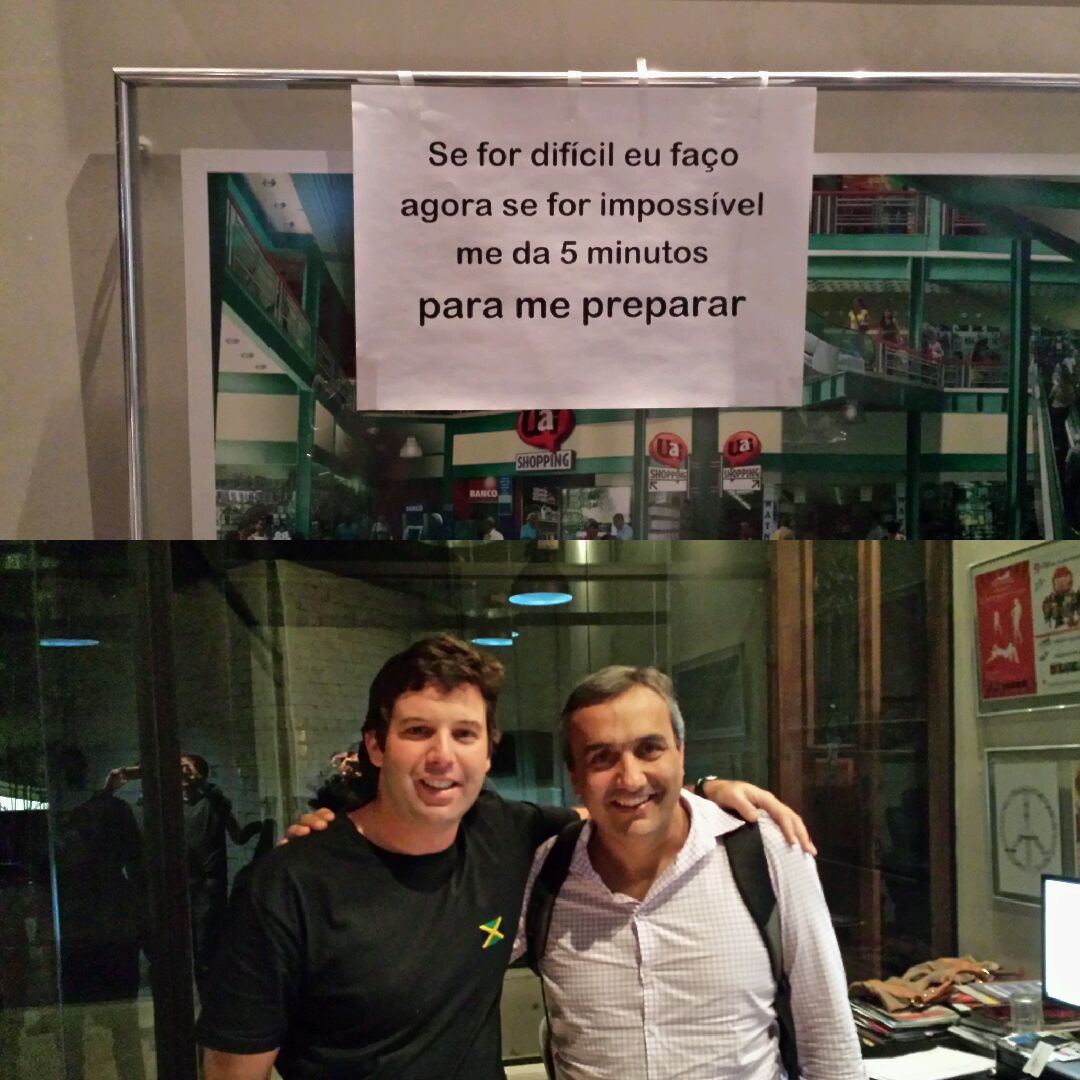 Se for difícil eu faço
agora se for impossível
me da 5 minutos
para me preparar
Uai
SHOPPING
BANCO
Uai
SHOPPING
Uai
SHOPPING